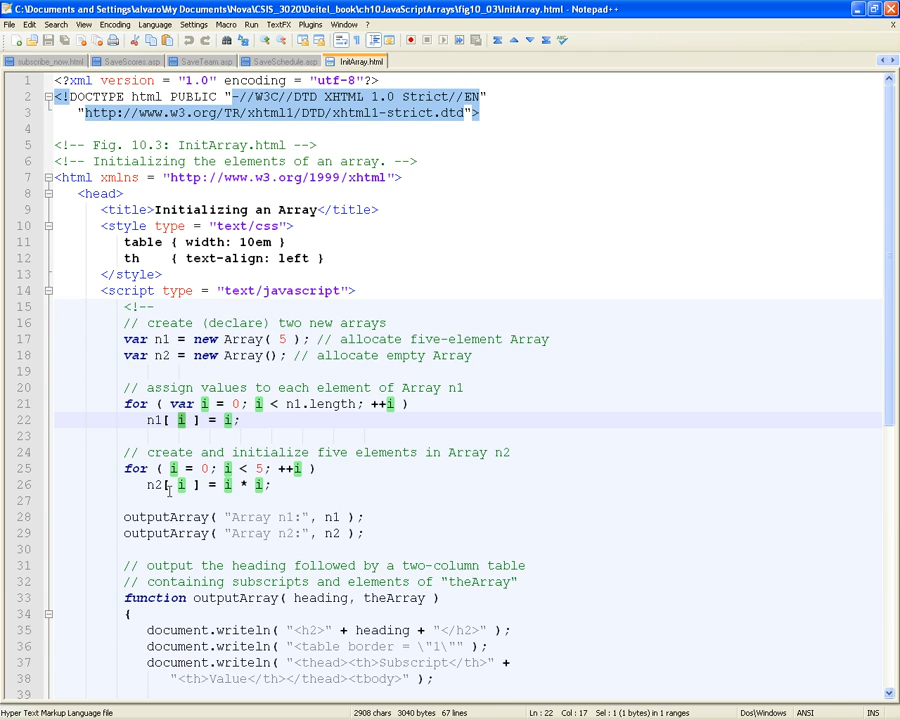 C:\Documents and Settings\alvaro\My Documents\Nova\CSIS_3020\Deitel_book\ch10JavaScriptArrays\fig10_03\InitArray.html - Notepad++
File Edit Search View Encoding Language Settings Macro Run TextFX Plugins Window ?
subscribe_now.html SaveScores.asp SaveTeam.asp SaveSchedule.asp InitArray.html
1 <?xml version = "1.0" encoding = "utf-8"?>
2 <!DOCTYPE html PUBLIC "-//W3C//DTD XHTML 1.0 Strict//EN"
3 "http://www.w3.org/TR/xhtml1/DTD/xhtml1-strict.dtd">
4
5 <!-- Fig. 10.3: InitArray.html -->
6 <!-- Initializing the elements of an array. -->
7 <html xmlns = "http://www.w3.org/1999/xhtml">
8 <head>
9 <title>Initializing an Array</title>
10 <style type = "text/css">
11 table { width: 10em }
12 th { text-align: left }
13 </style>
14 <script type = "text/javascript">
15 <!--
16 // create (declare) two new arrays
17 var n1 = new Array( 5 ); // allocate five-element Array
18 var n2 = new Array(); // allocate empty Array
19
20 // assign values to each element of Array n1
21 for ( var i = 0; i < n1.length; ++i )
22 n1[ i ] = i;
23
24 // create and initialize five elements in Array n2
25 for ( i = 0; i < 5; ++i )
26 n2[ i ] = i * i;
27
28 outputArray( "Array n1:", n1 );
29 outputArray( "Array n2:", n2 );
30
31 // output the heading followed by a two-column table
32 // containing subscripts and elements of "theArray"
33 function outputArray( heading, theArray )
34 {
35 document.writeln( "<h2>" + heading + "</h2>" );
36 document.writeln( "<table border = \"1\"" );
37 document.writeln( "<thead><th>Subscript</th>" +
38 "<th>Value</th></thead><tbody>" );
39
Hyper Text Markup Language file 2908 chars 3040 bytes 67 lines Ln : 22 Col : 17 Sel : 1 (1 bytes) in 1 ranges Dos\Windows ANSI INS